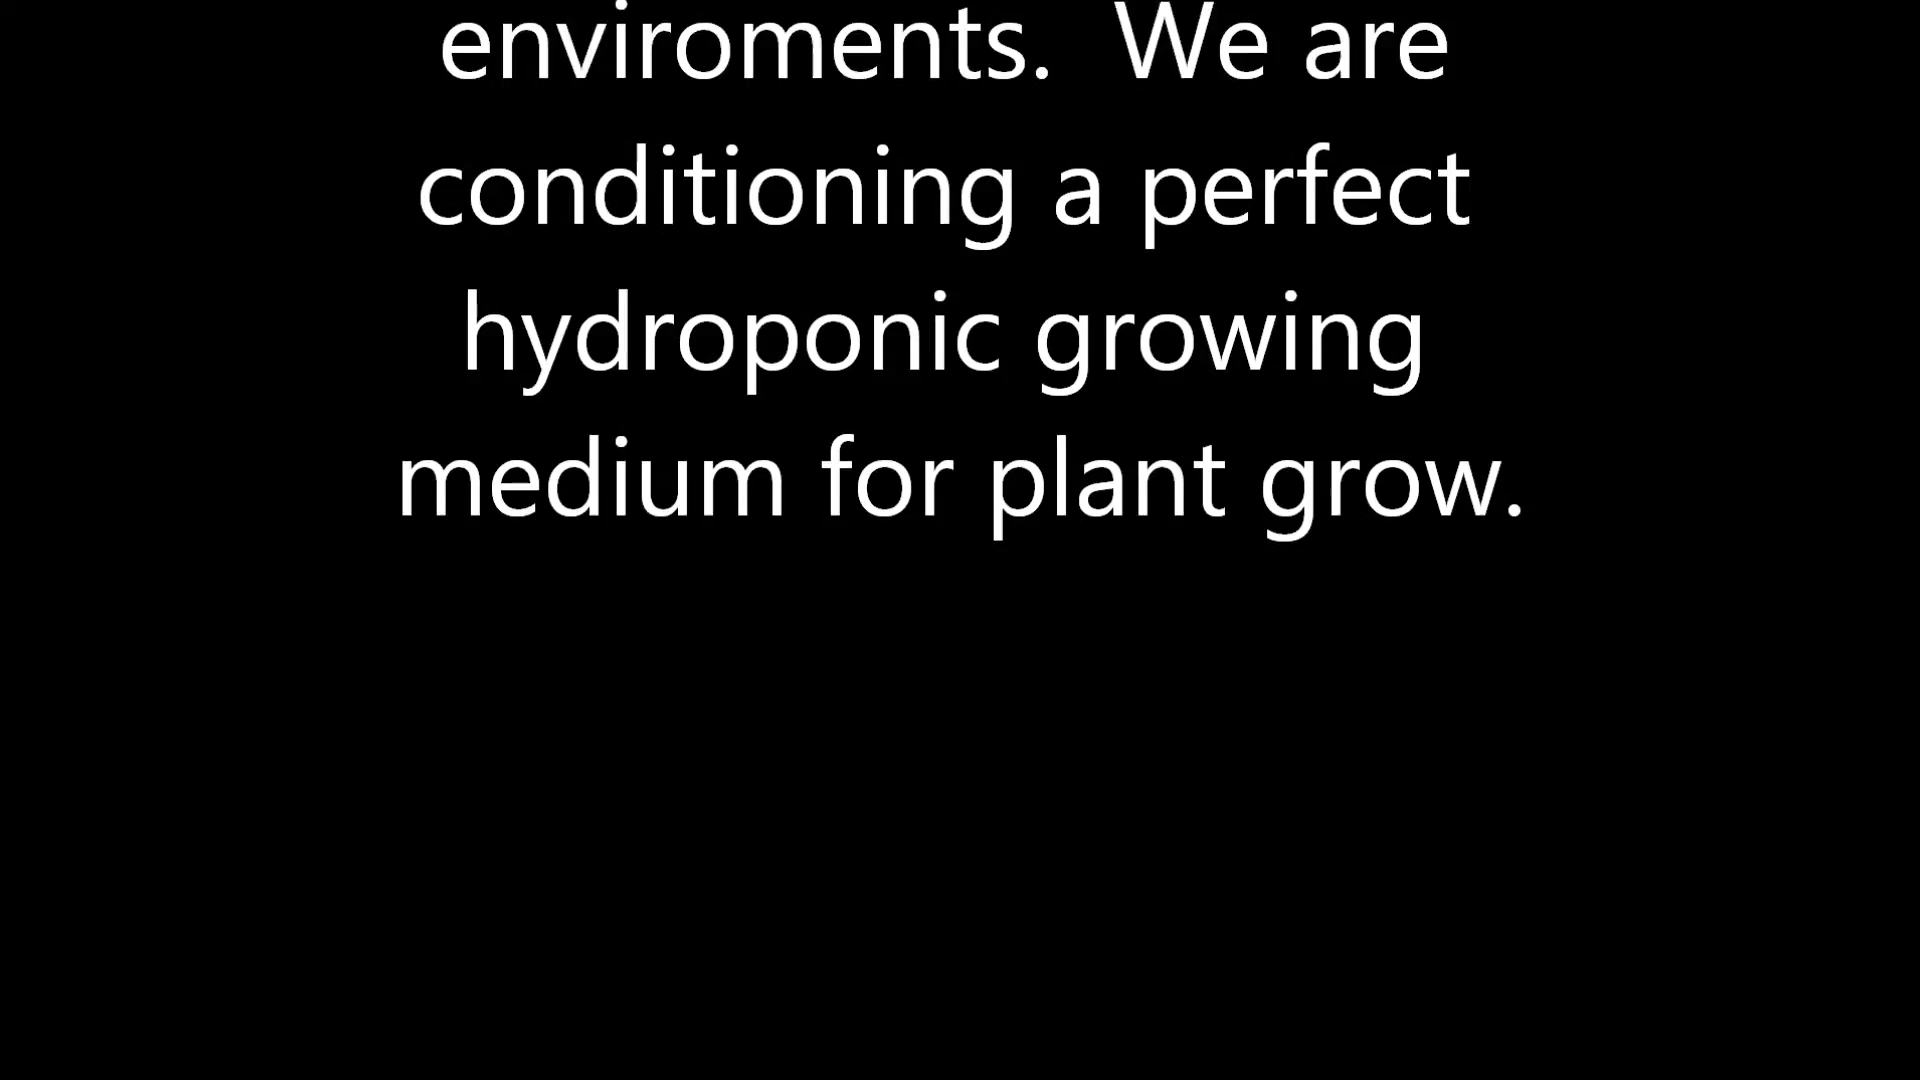 enviroments.  We are
conditioning a perfect
hydroponic growing
medium for plant grow.